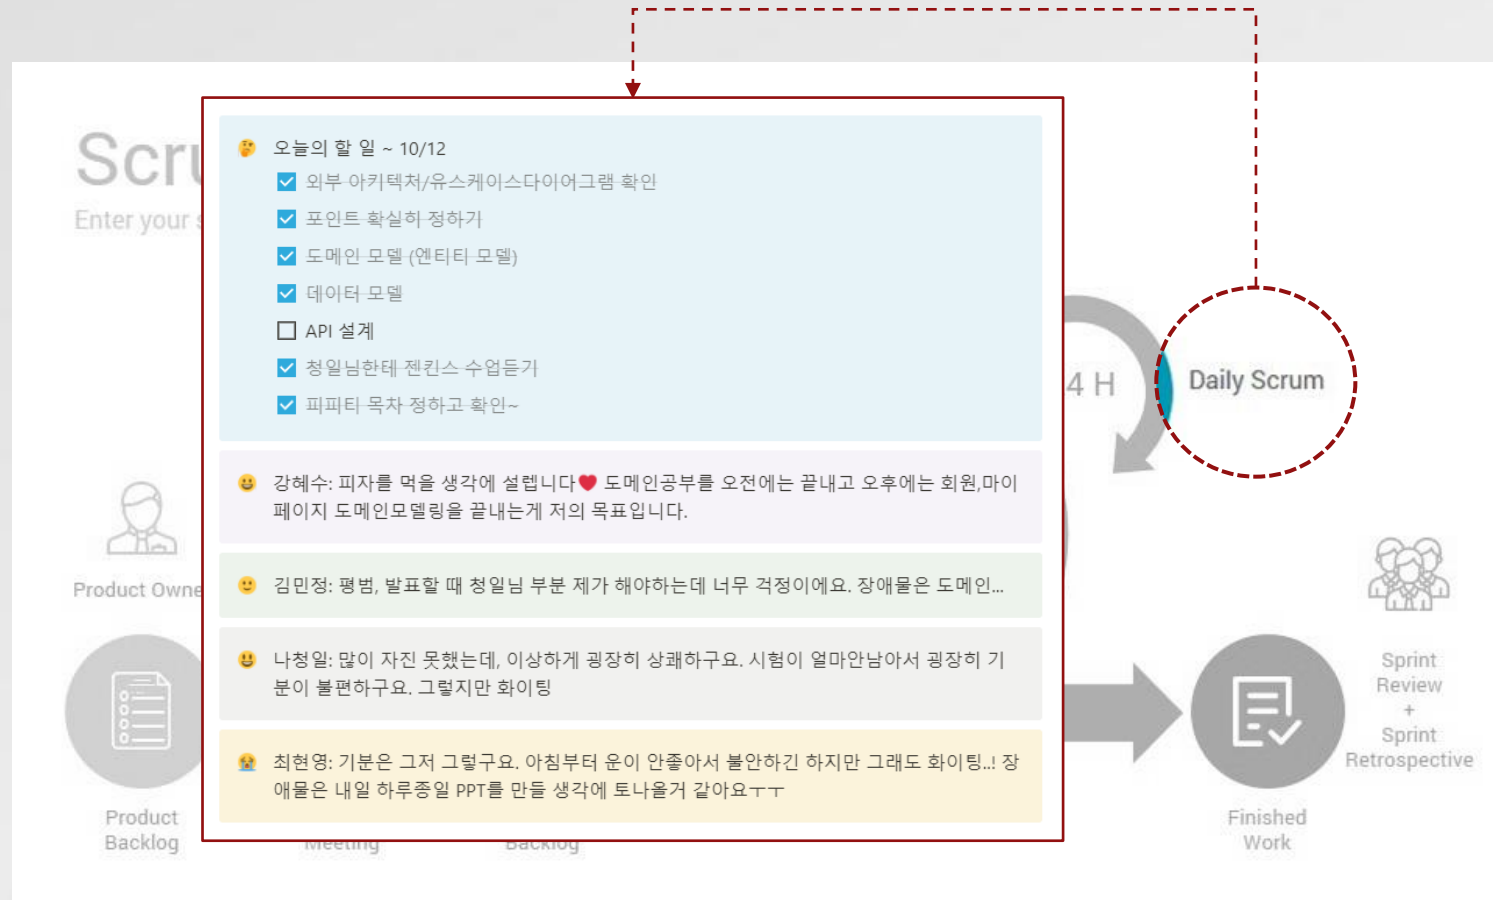 Scru
Enter your s
🤔 오늘의 할 일 ~ 10/12
외부 아키텍처/유스케이스다이어그램 확인
포인트 확실히 정하기
도메인 모델 (엔티티 모델)
데이터 모델
API 설계
청일님한테 젠킨스 수업듣기
피피티 목차 정하고 확인~
😀 강혜수: 피자를 먹을 생각에 설렙니다❤ 도메인공부를 오전에는 끝내고 오후에는 회원,마이
페이지 도메인모델링을 끝내는게 저의 목표입니다.
🙂 김민정: 평범, 발표할 때 청일님 부분 제가 해야하는데 너무 걱정이에요. 장애물은 도메인...
😃 나청일: 많이 자진 못했는데, 이상하게 굉장히 상쾌하구요. 시험이 얼마안남아서 굉장히 기
분이 불편하구요. 그렇지만 화이팅
😭 최현영: 기분은 그저 그렇구요. 아침부터 운이 안좋아서 불안하긴 하지만 그래도 화이팅..! 장
애물은 내일 하루종일 PPT를 만들 생각에 토나올거 같아요ㅜㅜ
4 H
Daily Scrum
Product Owne
Product
Backlog
Meeting
Backlog
Finished
Work
Sprint
Review
+
Sprint
Retrospective